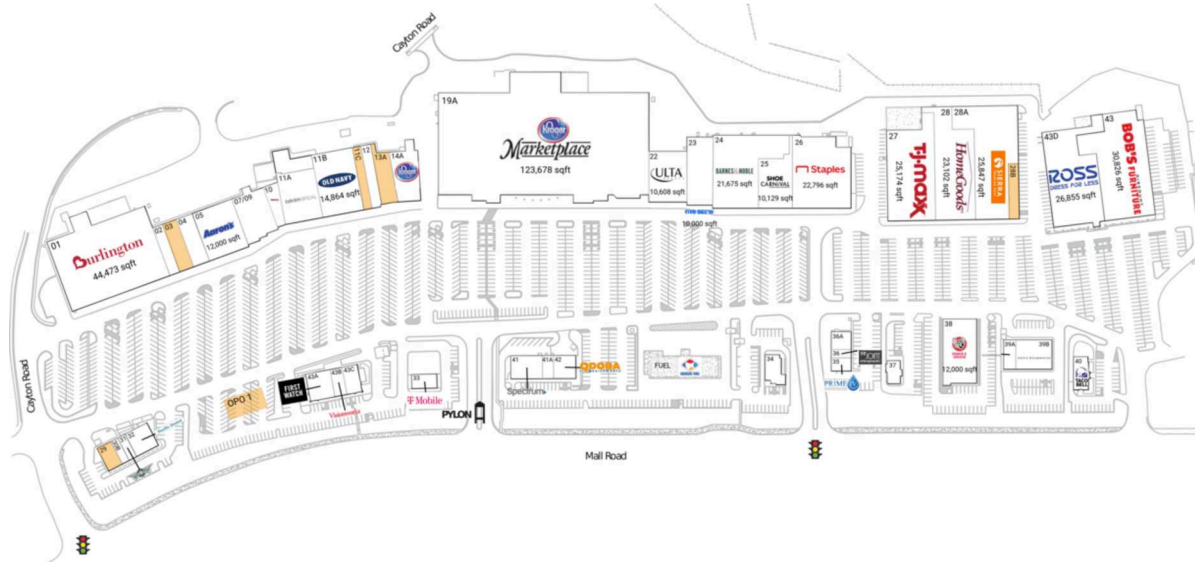 Cayton Road
19A
Kroger
Marketplace
123,678 sqft
22
ULTA
10,608 sqft
23
24
BARNES & NOBLE
21,675 sqft
25
SHOE
CARNIVAL
10,129 sqft
26
Staples
22,796 sqft
18,000 sqft
27
T.J.maxx
25,174 sqft
28
HomeGoods
23,102 sqft
28A
SIERRA
25,847 sqft
28B
43D
ROSS
DRESS FOR LESS
26,855 sqft
43
BOB'S
FURNITURE
30,826 sqft
01
Burlington
44,473 sqft
02
03
04
05
Aaron's
12,000 sqft
07/09
10
11A
11B
OLD NAVY
14,864 sqft
11C
12
13A
14A
Kroger
Cayton Road
29
32
OPO 1
FIRST
WATCH
43A
43B
43C
33
T Mobile
PYLON
41
41A
42
QDOBA
Spectrum
FUEL
34
36A
36
35
PRIME
37
38
12,000 sqft
39A
39B
40
TACO
BELL
Mall Road